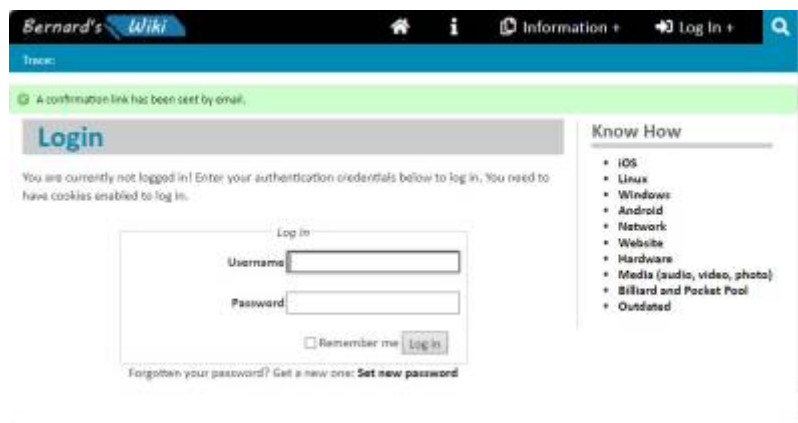 Bernard's Wiki
Information +
Log In +
Trace:
A confirmation link has been sent by email.
Login
You are currently not logged in! Enter your authentication credentials below to log in. You need to
have cookies enabled to log in.
Log In
Username
Password
Remember me Log In
Forgotten your password? Get a new one: Set new password
Know How
iOS
Linux
Windows
Android
Network
Website
Hardware
Media (audio, video, photo)
Billiard and Pocket Pool
Outdated